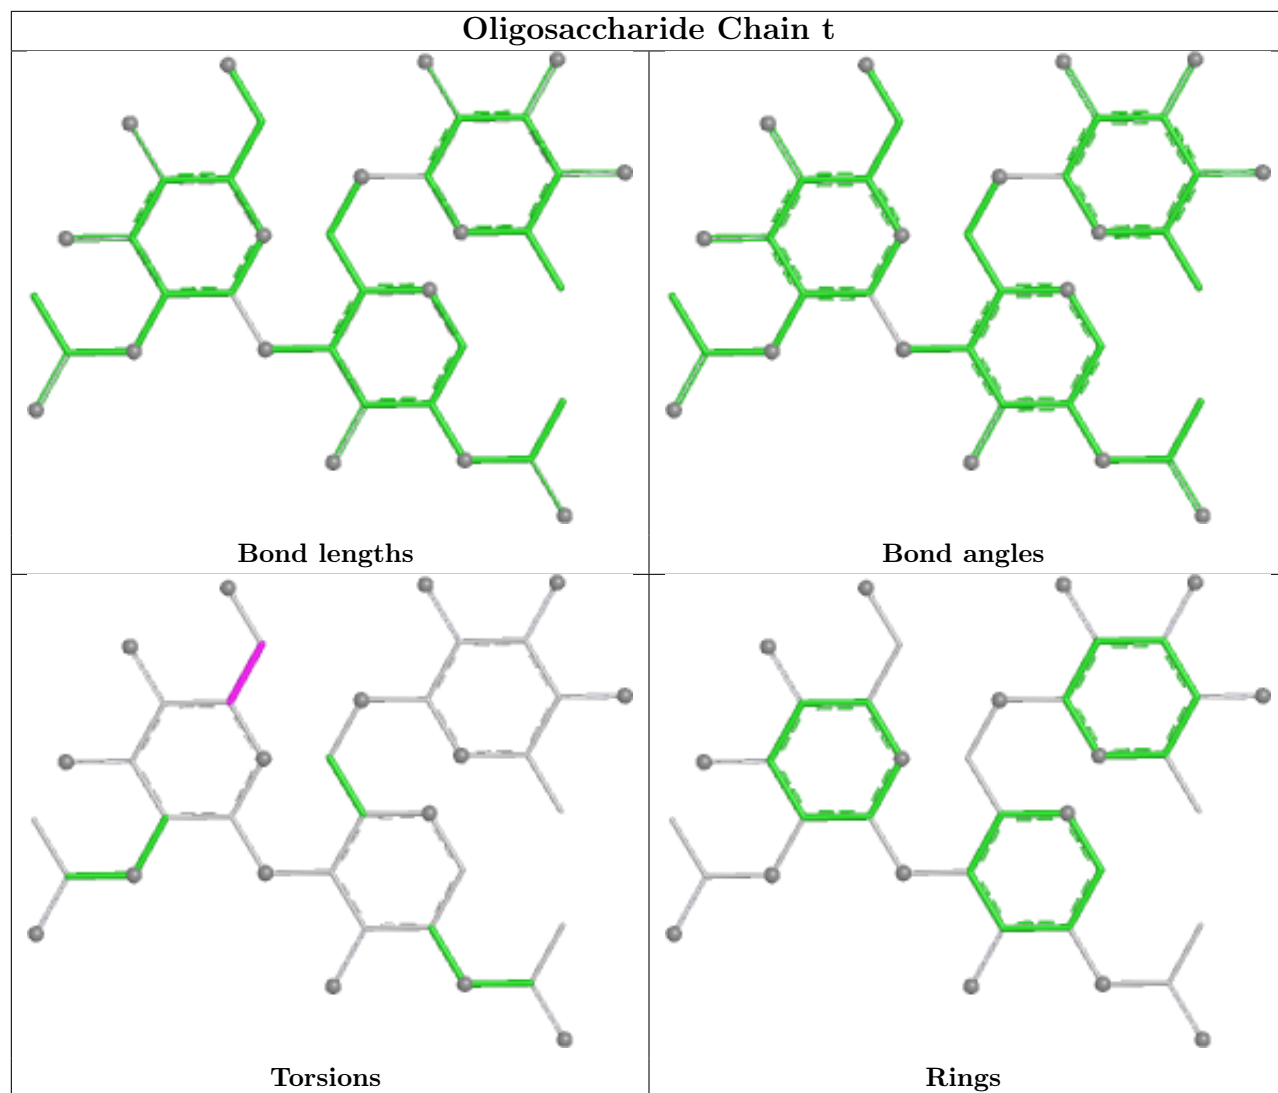 Oligosaccharide Chain t
Bond lengths
Bond angles
Torsions
Rings